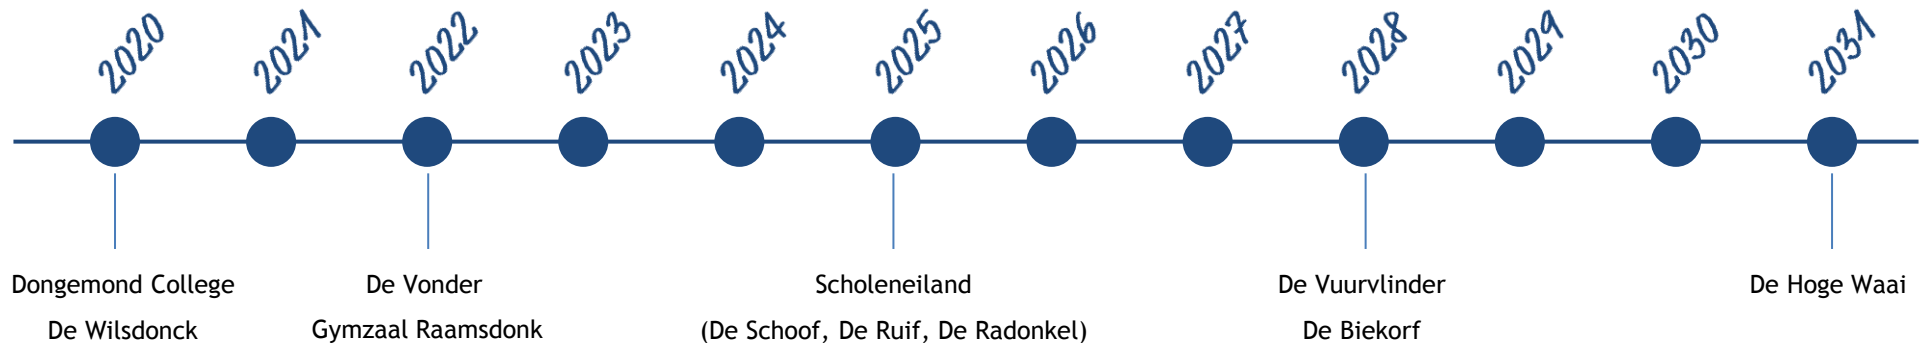 2020 2021 2022 2023 2024 2025 2026 2027 2028 2029 2030 2031
Dongemond College De Vonder Scholeneiland De Vuurvlinder De Hoge Waai
De Wilsdonck Gymzaal Raamsdonk (De Schoof, De Ruif, De Radonkel) De Biekorf